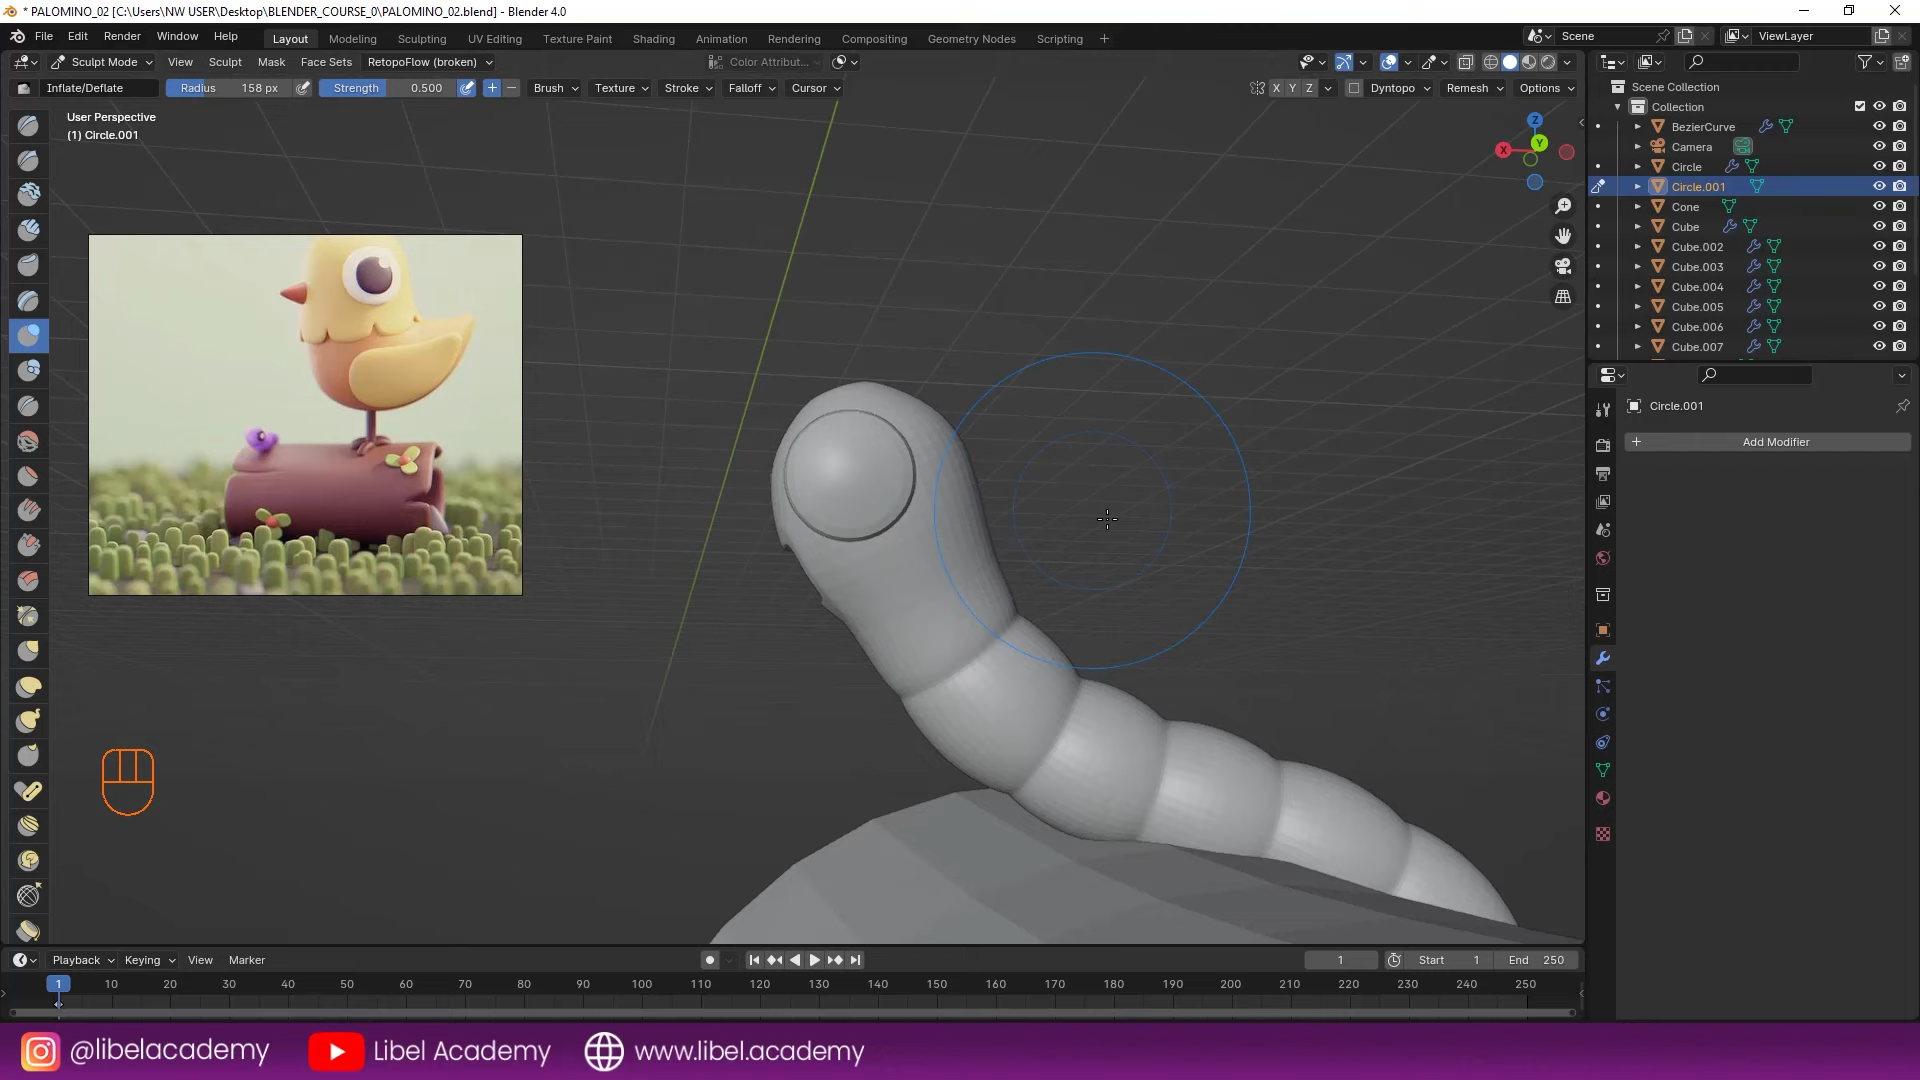 * PALOMINO_02 [C:\Users\NW USER\Desktop\BLENDER_COURSE_0\PALOMINO_02.blend] - Blender 4.0
File Edit Render Window Help Layout Modeling Sculpting UV Editing Texture Paint Shading Animation Rendering Compositing Geometry Nodes Scripting + Scene ViewLayer
Sculpt Mode View Sculpt Mask Face Sets RetopoFlow (broken) Color Attribut...
Inflate/Deflate Radius 158 px Strength 0.500 Brush Texture Stroke Falloff Cursor X Y Z Dyntopo Remesh Options
User Perspective
(1) Circle.001
Z
Y
X
Scene Collection
Collection
BezierCurve
Camera
Circle
Circle.001
Cone
Cube
Cube.002
Cube.003
Cube.004
Cube.005
Cube.006
Cube.007
Circle.001
+ Add Modifier
Playback Keying View Marker 1 Start 1 End 250
1 10 20 30 40 50 60 70 80 90 100 110 120 130 140 150 160 170 180 190 200 210 220 230 240 250
@libelacademy Libel Academy www.libel.academy